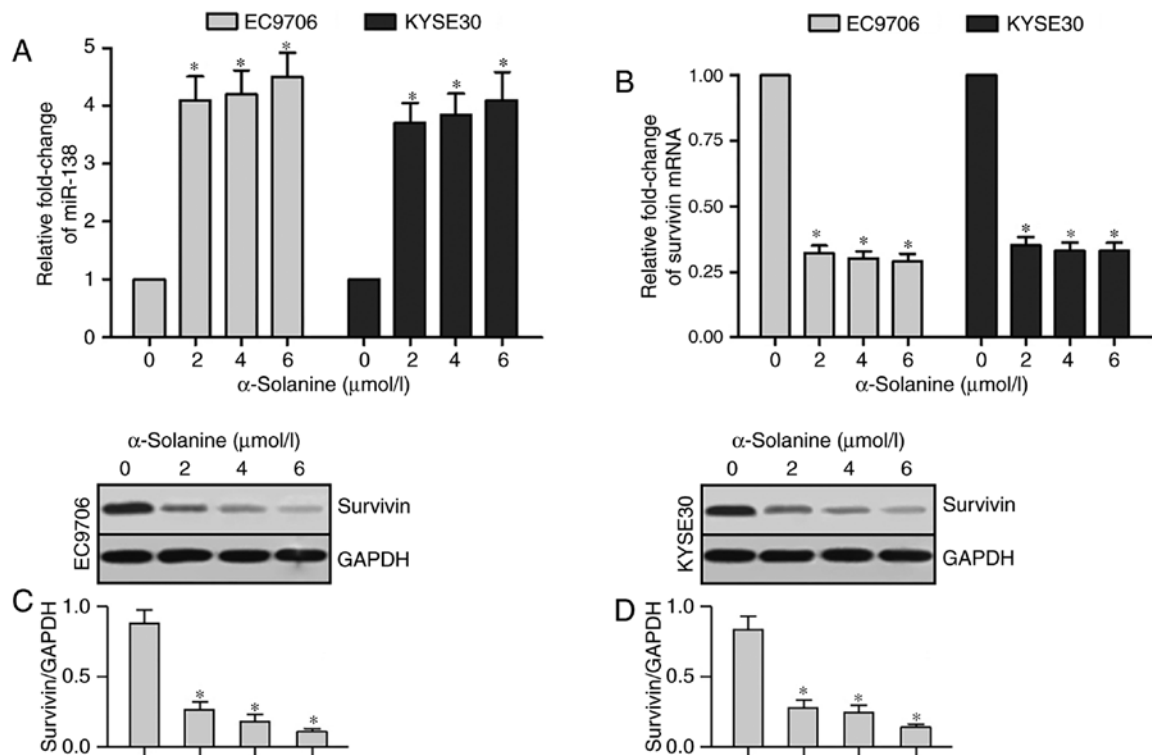 EC9706 KYSE30
A
Relative fold-change
of miR-138
5
4
3
2
1
0
* * * * * *
0 2 4 6 0 2 4 6
α-Solanine (μmol/l)
EC9706 KYSE30
B
Relative fold-change
of survivin mRNA
1.00
0.75
0.50
0.25
0.00
* * * * * *
0 2 4 6 0 2 4 6
α-Solanine (μmol/l)
α-Solanine (μmol/l)
0 2 4 6
EC9706
Survivin
GAPDH
C
Survivin/GAPDH
1.0
0.5
0.0
* * *
α-Solanine (μmol/l)
0 2 4 6
KYSE30
Survivin
GAPDH
D
Survivin/GAPDH
1.0
0.5
0.0
* * *